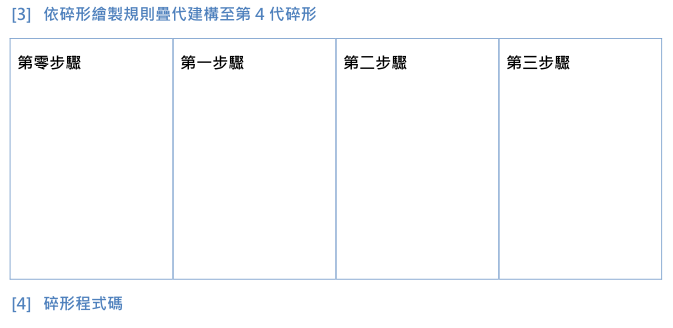 [3] 依碎形繪製規則疊代建構至第 4 代碎形
第零步驟 第一步驟 第二步驟 第三步驟
[4] 碎形程式碼